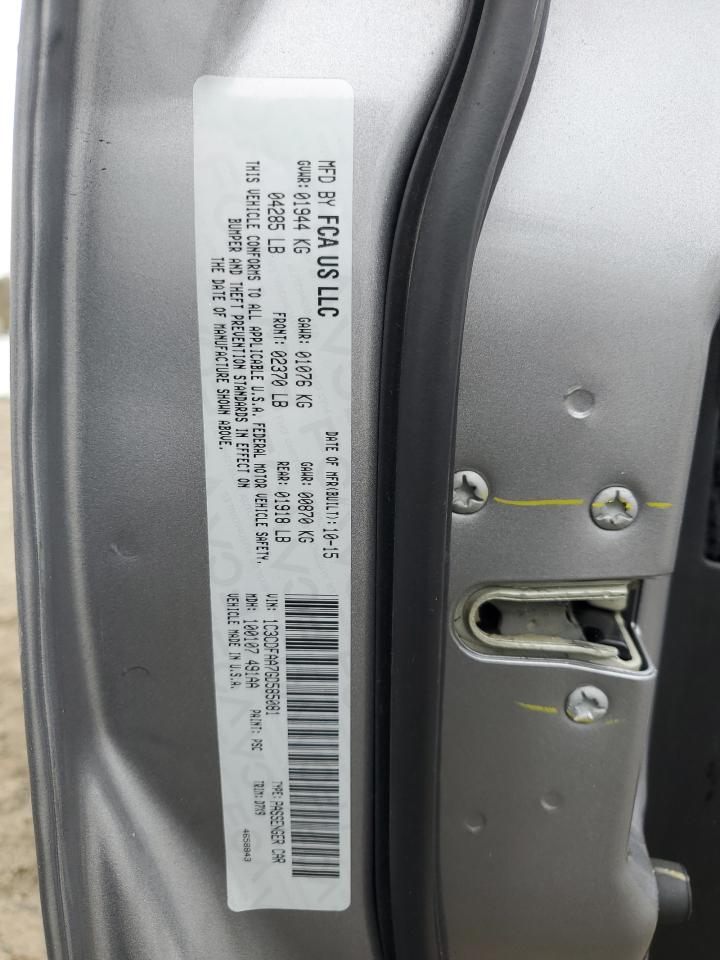 MFD BY FCA US LLC
DATE OF MFR(BUILT): 10-15
GVWR: 01944 KG GAWR: 01076 KG GAWR: 00870 KG
04285 LB FRONT: 02370 LB REAR: 01918 LB
THIS VEHICLE CONFORMS TO ALL APPLICABLE U.S.A. FEDERAL MOTOR VEHICLE SAFETY,
BUMPER AND THEFT PREVENTION STANDARDS IN EFFECT ON
THE DATE OF MANUFACTURE SHOWN ABOVE.
VIN: 1C3CDFAA7GD585081 TYPE: PASSENGER CAR
MDH: 100107 491AA PAINT: PSC TRIM: D7X9
VEHICLE MADE IN U.S.A. 4658843